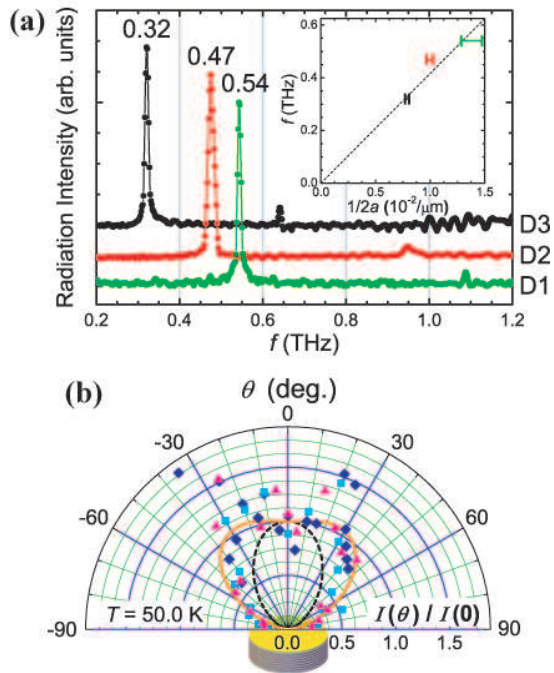 (a)
Radiation Intensity (arb. units)
0.32
0.47
0.54
D3
D2
D1
0.2 0.4 0.6 0.8 1.0 1.2
f (THz)
f (THz)
0.6
0.3
0.0
0.0 0.5 1.0 1.5
1/2a (10⁻²/μm)
(b)
θ (deg.)
0
-30 30
-60 60
-90 90
T = 50.0 K
I(θ) / I(0)
0.0 0.5 1.0 1.5